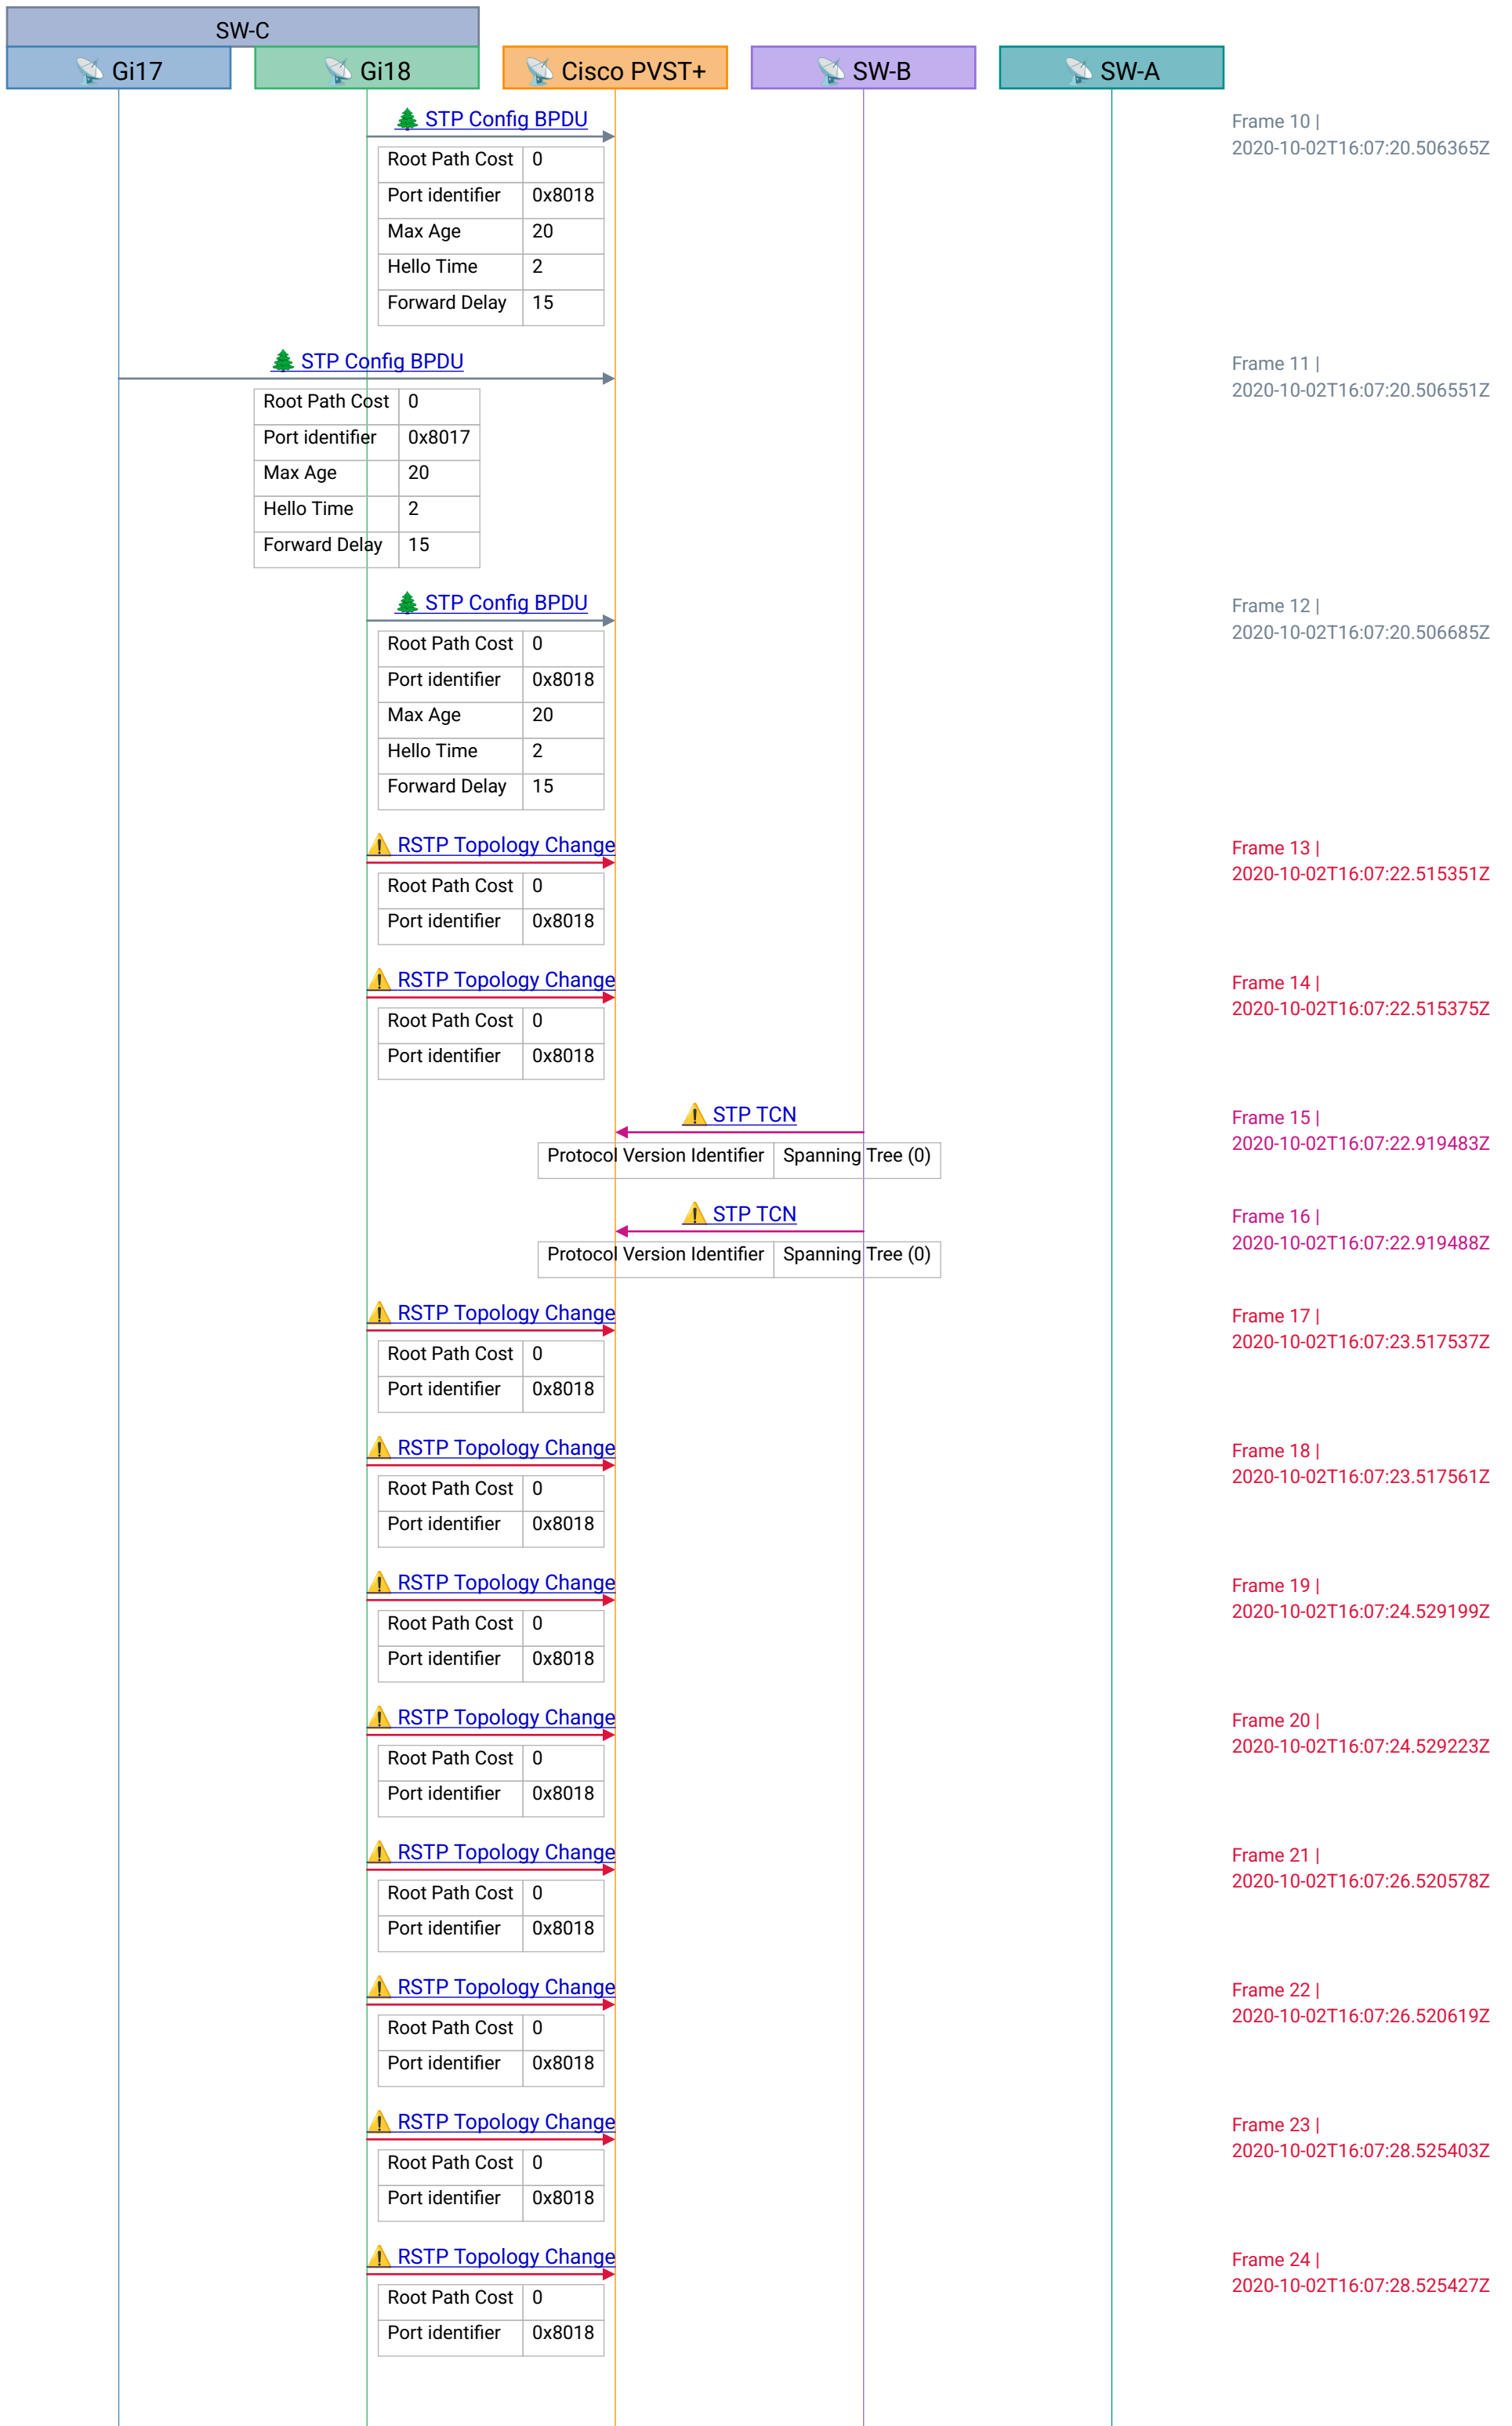 SW-C
📡 Gi17
📡 Gi18
📡 Cisco PVST+
📡 SW-B
📡 SW-A
🌲 STP Config BPDU
Frame 10 |
2020-10-02T16:07:20.506365Z
Root Path Cost 0
Port identifier 0x8018
Max Age 20
Hello Time 2
Forward Delay 15
🌲 STP Config BPDU
Frame 11 |
2020-10-02T16:07:20.506551Z
Root Path Cost 0
Port identifier 0x8017
Max Age 20
Hello Time 2
Forward Delay 15
🌲 STP Config BPDU
Frame 12 |
2020-10-02T16:07:20.506685Z
Root Path Cost 0
Port identifier 0x8018
Max Age 20
Hello Time 2
Forward Delay 15
⚠️ RSTP Topology Change
Frame 13 |
2020-10-02T16:07:22.515351Z
Root Path Cost 0
Port identifier 0x8018
⚠️ RSTP Topology Change
Frame 14 |
2020-10-02T16:07:22.515375Z
Root Path Cost 0
Port identifier 0x8018
⚠️ STP TCN
Frame 15 |
2020-10-02T16:07:22.919483Z
Protocol Version Identifier Spanning Tree (0)
⚠️ STP TCN
Frame 16 |
2020-10-02T16:07:22.919488Z
Protocol Version Identifier Spanning Tree (0)
⚠️ RSTP Topology Change
Frame 17 |
2020-10-02T16:07:23.517537Z
Root Path Cost 0
Port identifier 0x8018
⚠️ RSTP Topology Change
Frame 18 |
2020-10-02T16:07:23.517561Z
Root Path Cost 0
Port identifier 0x8018
⚠️ RSTP Topology Change
Frame 19 |
2020-10-02T16:07:24.529199Z
Root Path Cost 0
Port identifier 0x8018
⚠️ RSTP Topology Change
Frame 20 |
2020-10-02T16:07:24.529223Z
Root Path Cost 0
Port identifier 0x8018
⚠️ RSTP Topology Change
Frame 21 |
2020-10-02T16:07:26.520578Z
Root Path Cost 0
Port identifier 0x8018
⚠️ RSTP Topology Change
Frame 22 |
2020-10-02T16:07:26.520619Z
Root Path Cost 0
Port identifier 0x8018
⚠️ RSTP Topology Change
Frame 23 |
2020-10-02T16:07:28.525403Z
Root Path Cost 0
Port identifier 0x8018
⚠️ RSTP Topology Change
Frame 24 |
2020-10-02T16:07:28.525427Z
Root Path Cost 0
Port identifier 0x8018